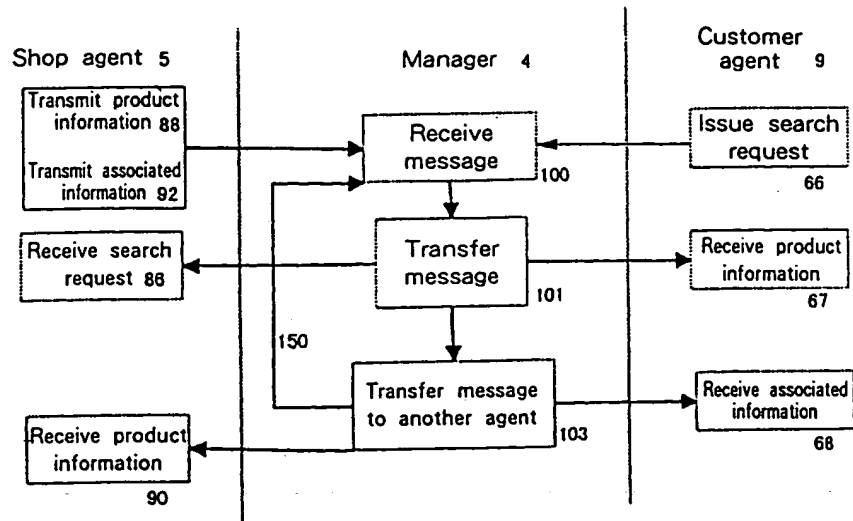 Shop agent 5
Manager 4
Customer
agent 9
Transmit product
information 88
Transmit associated
information 92
Receive
message
100
Issue search
request
66
Receive search
request 86
Transfer
message
101
Receive product
information
67
150
Transfer message
to another agent
103
Receive associated
information
68
Receive product
information
90